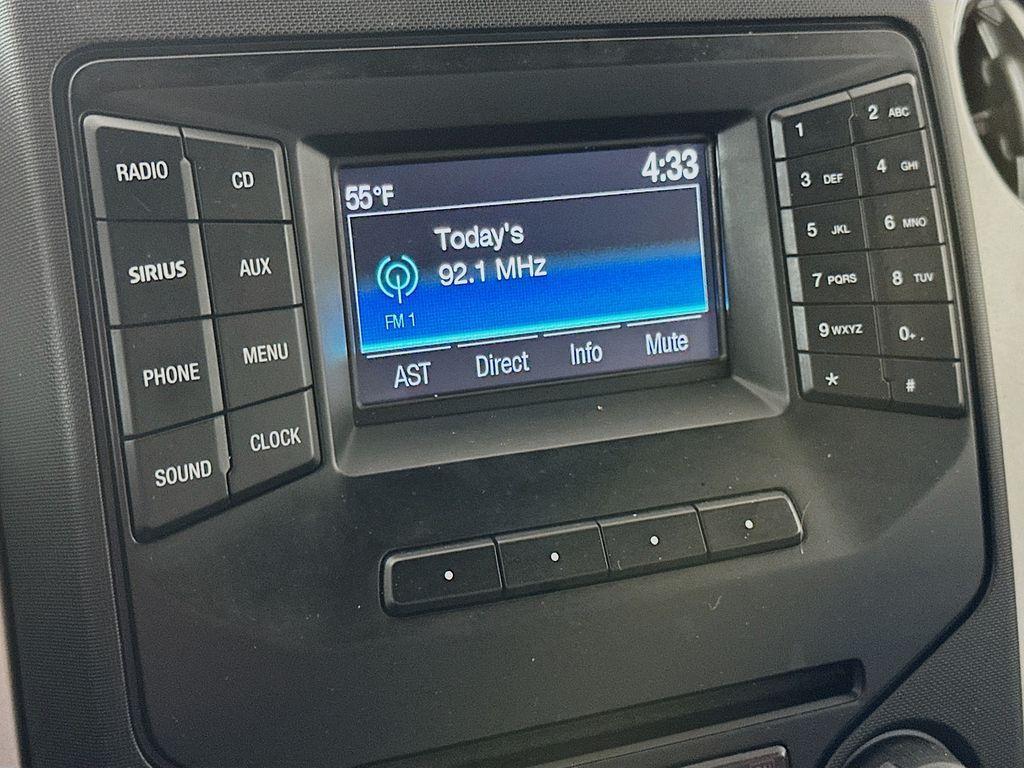 RADIO
CD
SIRIUS
AUX
PHONE
MENU
SOUND
CLOCK
55°F
4:33
Today's
92.1 MHz
FM 1
AST
Direct
Info
Mute
1
2 ABC
3 DEF
4 GHI
5 JKL
6 MNO
7 PQRS
8 TUV
9 WXYZ
0+.
*
#